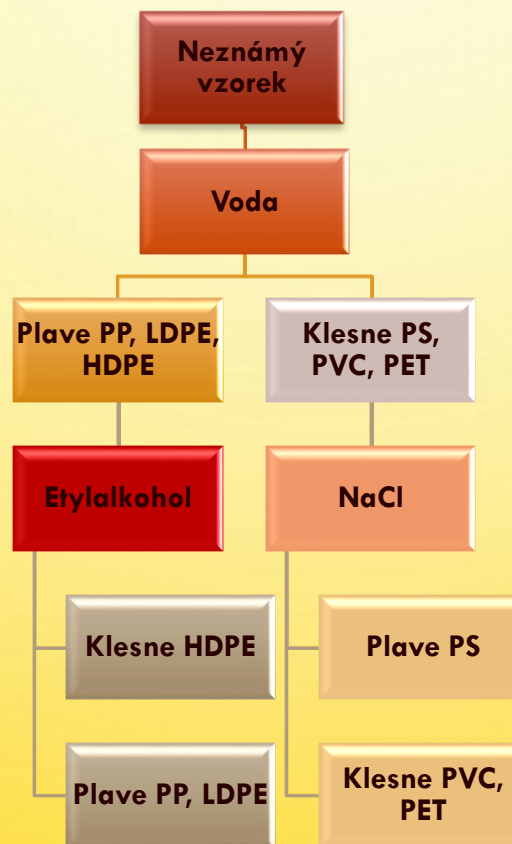 Neznámý
vzorek
Voda
Plave PP, LDPE,
HDPE
Klesne PS,
PVC, PET
Etylalkohol
NaCl
Klesne HDPE
Plave PS
Plave PP, LDPE
Klesne PVC,
PET